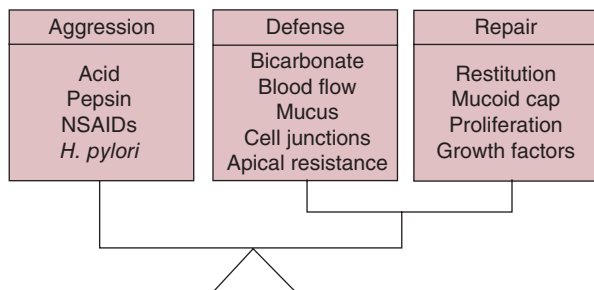 Aggression
Acid
Pepsin
NSAIDs
H. pylori
Defense
Bicarbonate
Blood flow
Mucus
Cell junctions
Apical resistance
Repair
Restitution
Mucoid cap
Proliferation
Growth factors